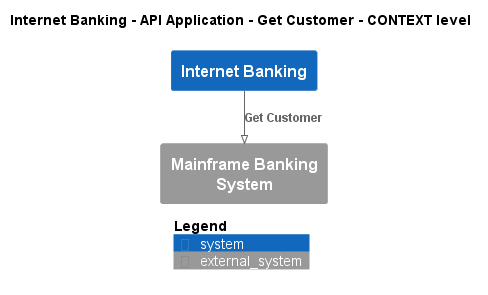 Internet Banking - API Application - Get Customer - CONTEXT level
Internet Banking
Get Customer
Mainframe Banking
System
Legend
system
external_system